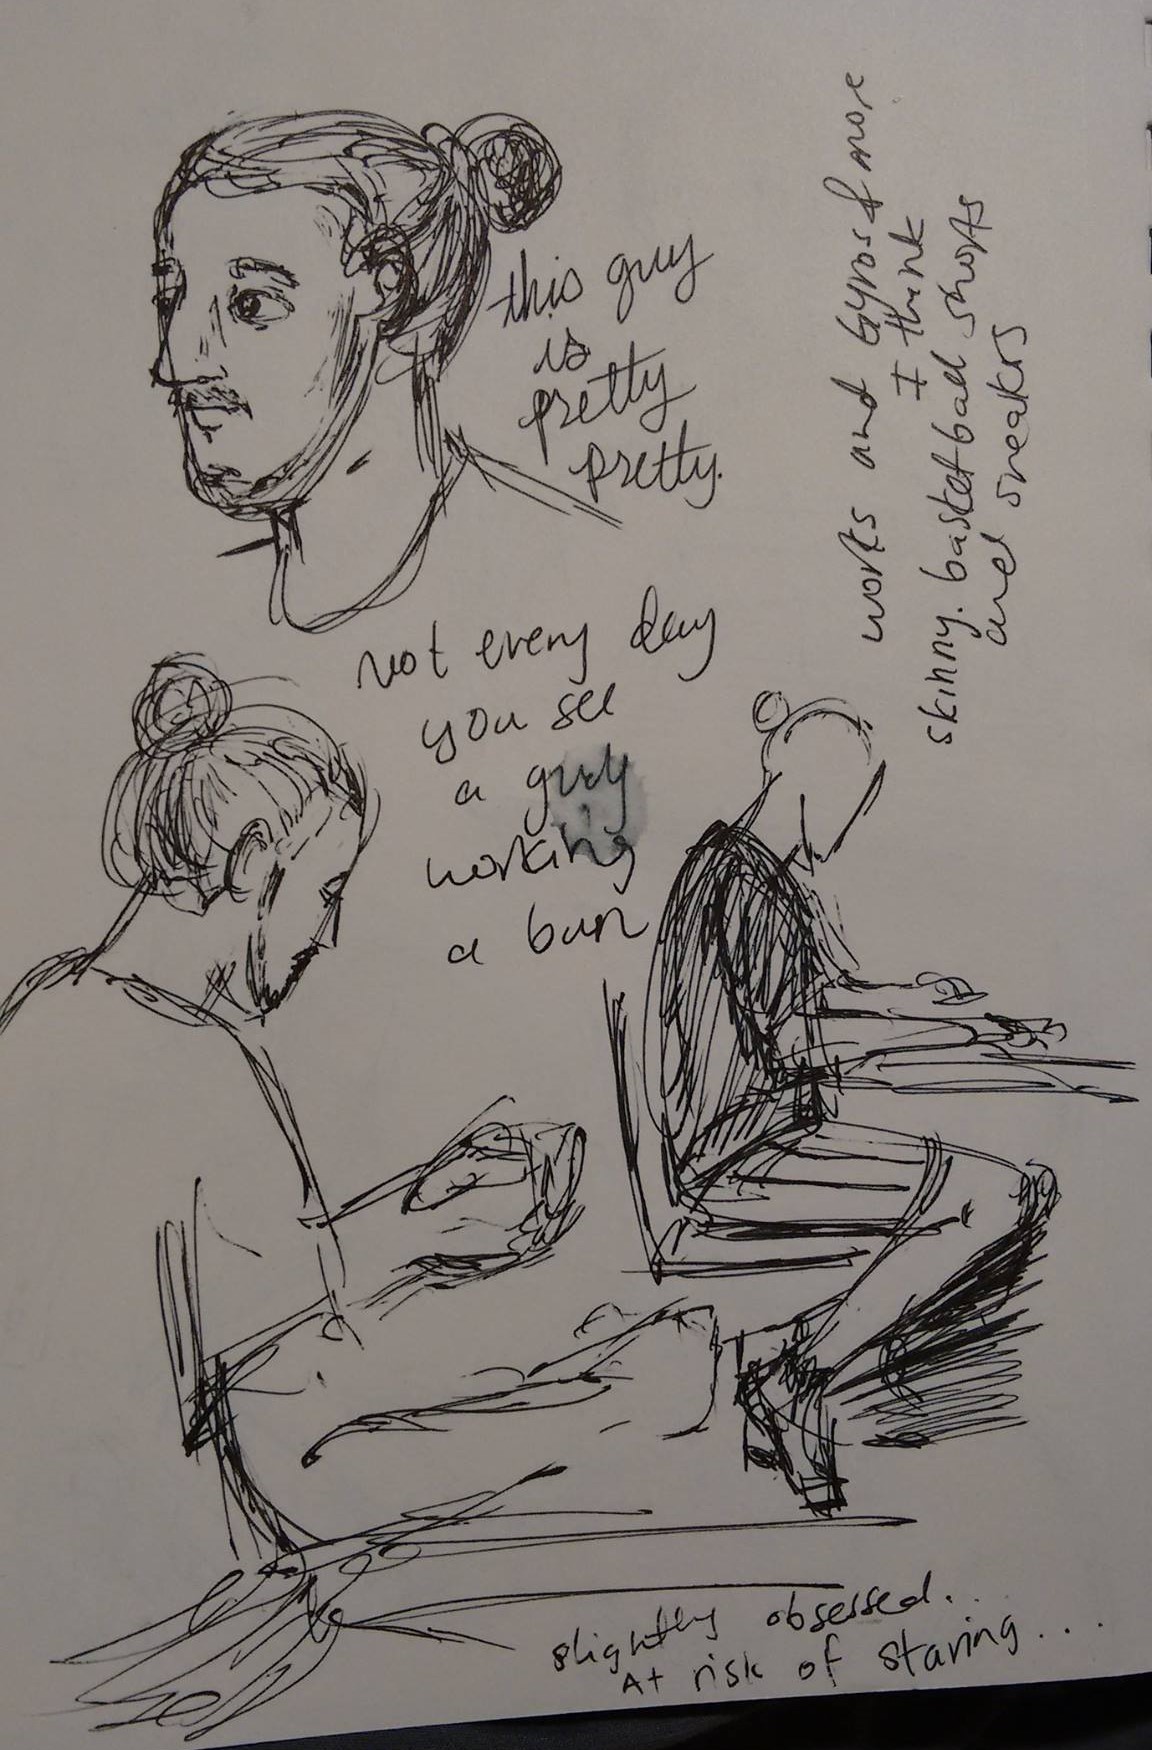 this guy
is
pretty
pretty.
not every day
you see
a guy
working
a bun
works and Gyros & more
I think
skinny. basketball shorts
and sneakers
slightly obsessed...
At risk of staring...